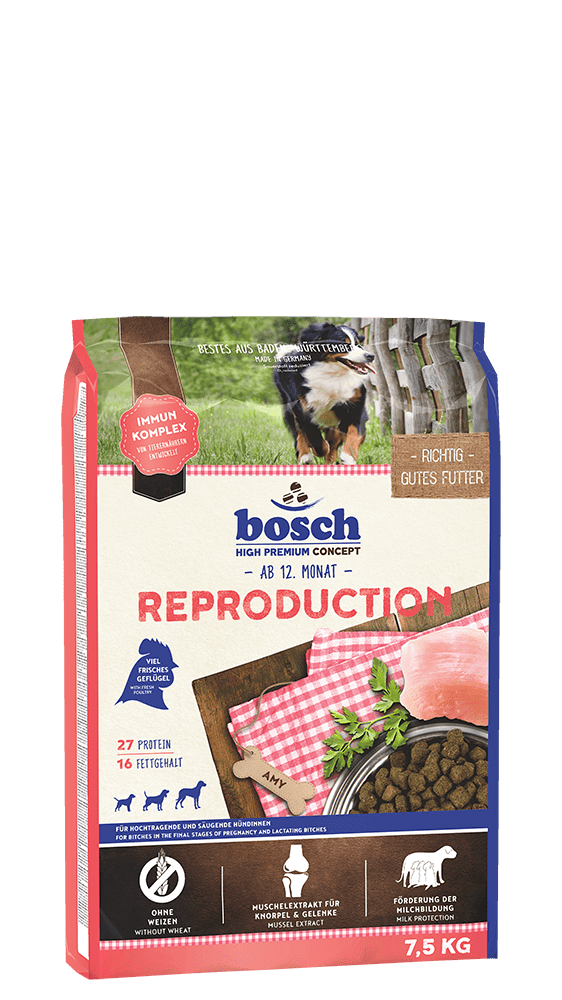 BESTES AUS BADEN-WÜRTTEMBERG
MADE IN GERMANY
IMMUN
KOMPLEX
VON TIERERNÄHRERN
ENTWICKELT
- RICHTIG -
GUTES FUTTER
bosch
HIGH PREMIUM CONCEPT
- AB 12. MONAT -
REPRODUCTION
VIEL
FRISCHES
GEFLÜGEL
WITH FRESH
POULTRY
27 PROTEIN
16 FETTGEHALT
AMY
FÜR HOCHTRAGENDE UND SÄUGENDE HÜNDINNEN
FOR BITCHES IN THE FINAL STAGES OF PREGNANCY AND LACTATING BITCHES
OHNE
WEIZEN
WITHOUT WHEAT
MUSCHELEXTRAKT FÜR
KNORPEL & GELENKE
MUSSEL EXTRACT
FÖRDERUNG DER
MILCHBILDUNG
MILK PROTECTION
7,5 KG